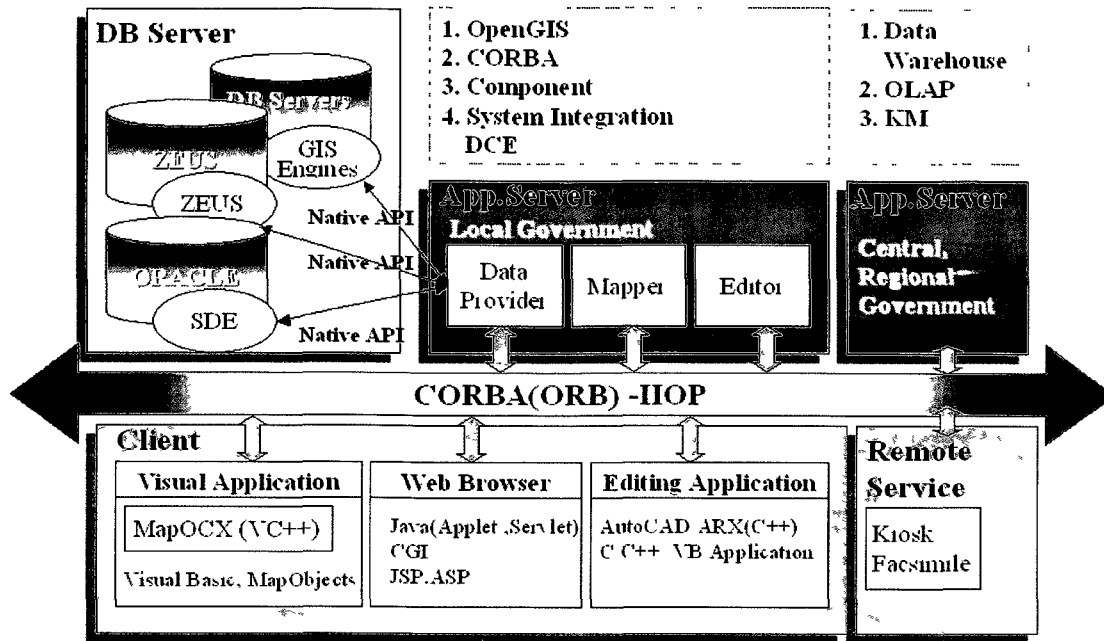 DB Server
DB Servers
GIS
Engines
ZEUS
ZEUS
ORACLE
SDE
Native API
Native API
Native API
1. OpenGIS
2. CORBA
3. Component
4. System Integration
DCE
1. Data
Warehouse
2. OLAP
3. KM
App.Server
Local Government
Data
Provider
Mapper
Editor
App.Server
Central,
Regional
Government
CORBA(ORB) -IIOP
Client
Visual Application
MapOCX (VC++)
Visual Basic, MapObjects
Web Browser
Java(Applet ,Servlet)
CGI
JSP.ASP
Editing Application
AutoCAD ARX(C++)
C C++ VB Application
Remote
Service
Kiosk
Facsimile